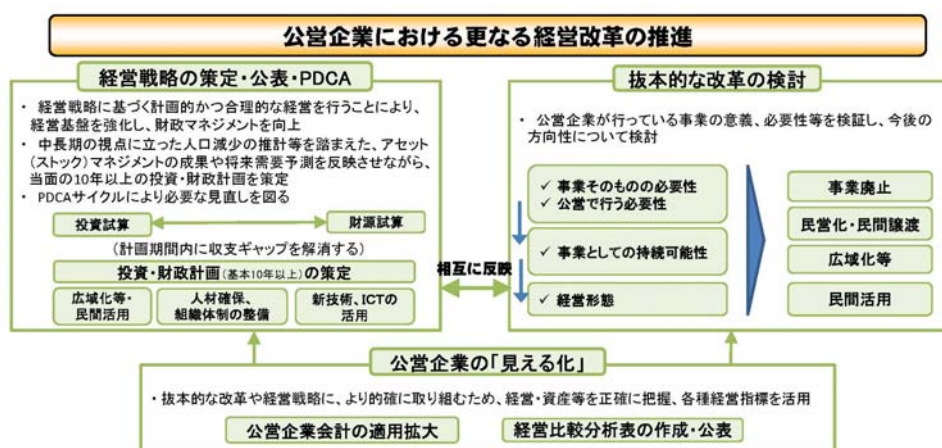 公営企業における更なる経営改革の推進
経営戦略の策定・公表・PDCA
・ 経営戦略に基づく計画的かつ合理的な経営を行うことにより、
経営基盤を強化し、財政マネジメントを向上
・ 中長期の視点に立った人口減少の推計等を踏まえた、アセット
(ストック)マネジメントの成果や将来需要予測を反映させながら、
当面の10年以上の投資・財政計画を策定
・ PDCAサイクルにより必要な見直しを図る
投資試算
財源試算
(計画期間内に収支ギャップを解消する)
投資・財政計画(基本10年以上)の策定
広域化等・
民間活用
人材確保、
組織体制の整備
新技術、ICTの
活用
相互に反映
抜本的な改革の検討
・ 公営企業が行っている事業の意義、必要性等を検証し、今後の
方向性について検討
✓ 事業そのものの必要性
✓ 公営で行う必要性
✓ 事業としての持続可能性
✓ 経営形態
事業廃止
民営化・民間譲渡
広域化等
民間活用
公営企業の「見える化」
・抜本的な改革や経営戦略に、より的確に取り組むため、経営・資産等を正確に把握、各種経営指標を活用
公営企業会計の適用拡大
経営比較分析表の作成・公表